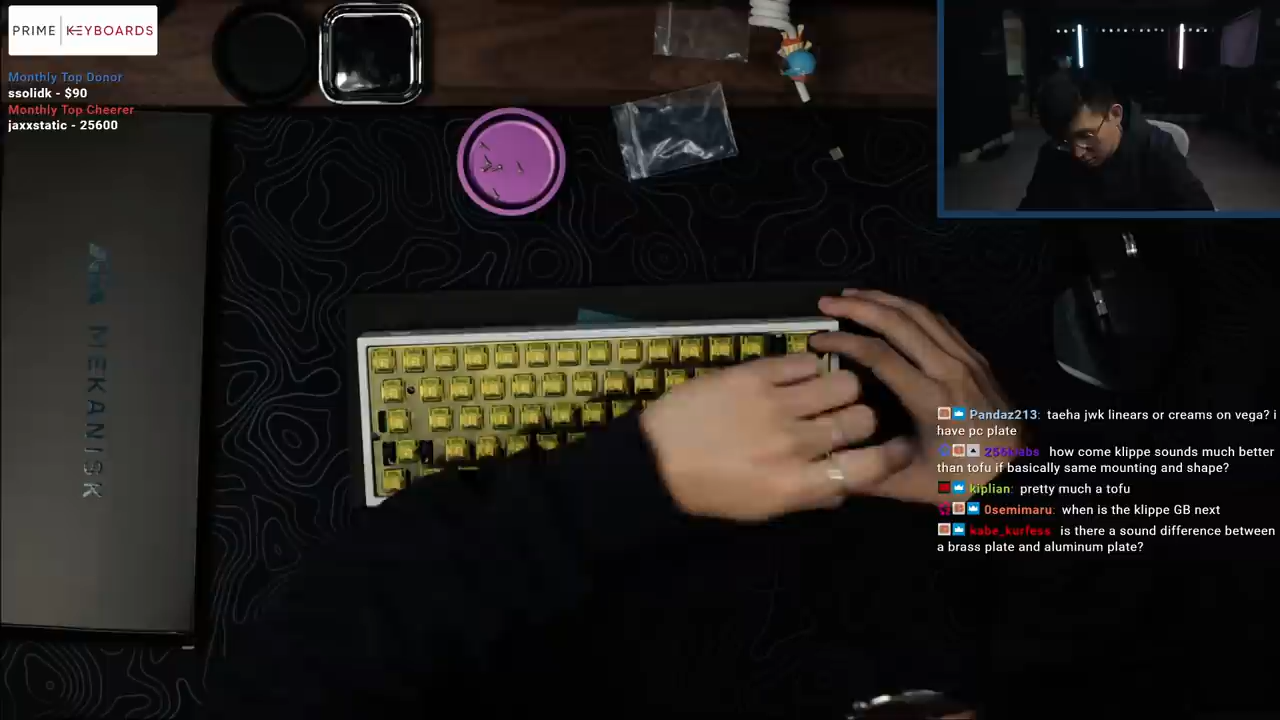 PRIME KEYBOARDS
Monthly Top Donor
ssolidk - $90
Monthly Top Cheerer
jaxxstatic - 25600
MEKANISK
Pandaz213: taeha jwk linears or creams on vega? i
have pc plate
how come klippe sounds much better
than tofu if basically same mounting and shape?
kiplian: pretty much a tofu
0semimaru: when is the klippe GB next
kabe_kurfess is there a sound difference between
a brass plate and aluminum plate?